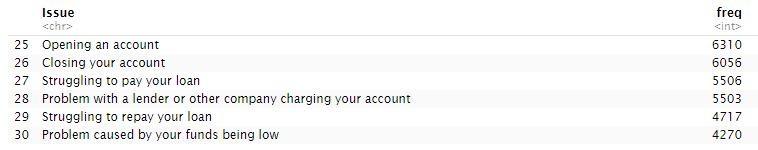 Issue freq
<chr> <int>
25 Opening an account 6310
26 Closing your account 6056
27 Struggling to pay your loan 5506
28 Problem with a lender or other company charging your account 5503
29 Struggling to repay your loan 4717
30 Problem caused by your funds being low 4270